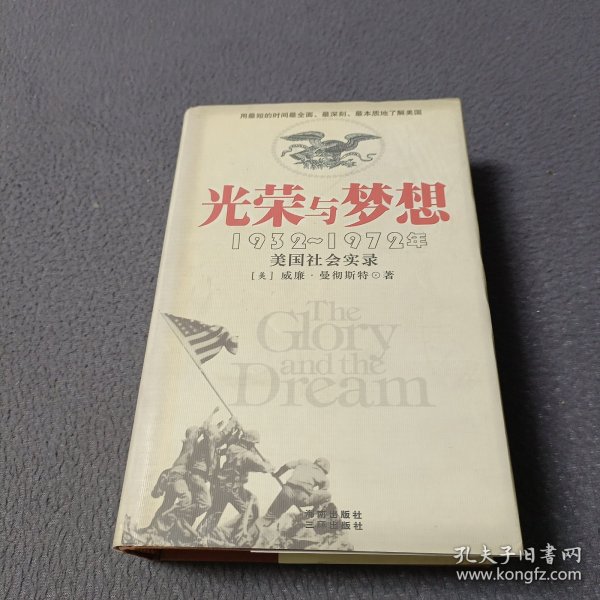 用最短的时间最全面、最深刻、最本质地了解美国
光荣与梦想
1932~1972年
美国社会实录
[美] 威廉·曼彻斯特⊙著
The
Glory
and the
Dream
海南出版社
三环出版社
孔夫子旧书网
www.kongfz.com